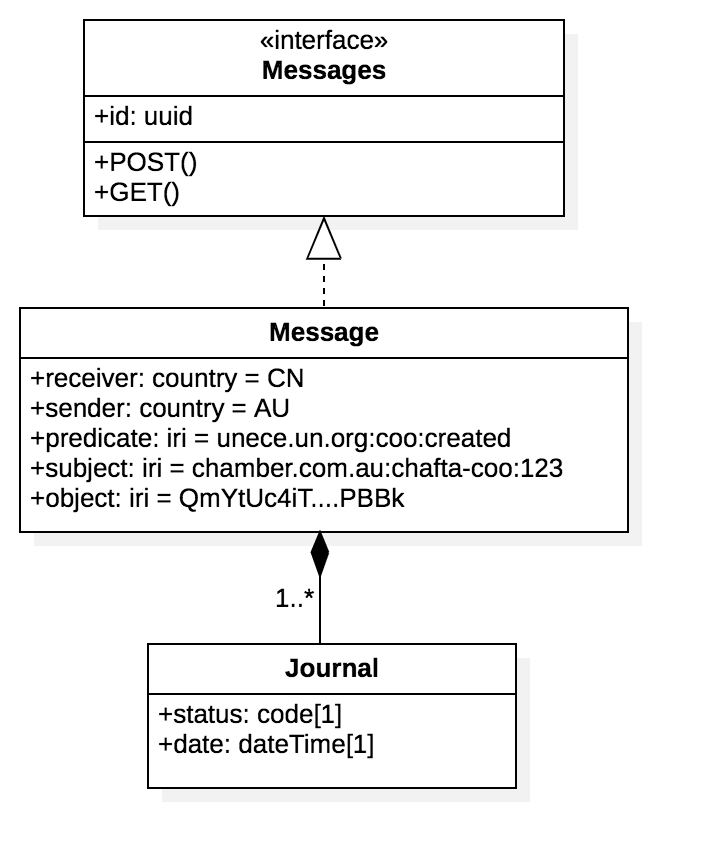 «interface»
Messages
+id: uuid
+POST()
+GET()
Message
+receiver: country = CN
+sender: country = AU
+predicate: iri = unece.un.org:coo:created
+subject: iri = chamber.com.au:chafta-coo:123
+object: iri = QmYtUc4iT....PBBk
1..*
Journal
+status: code[1]
+date: dateTime[1]